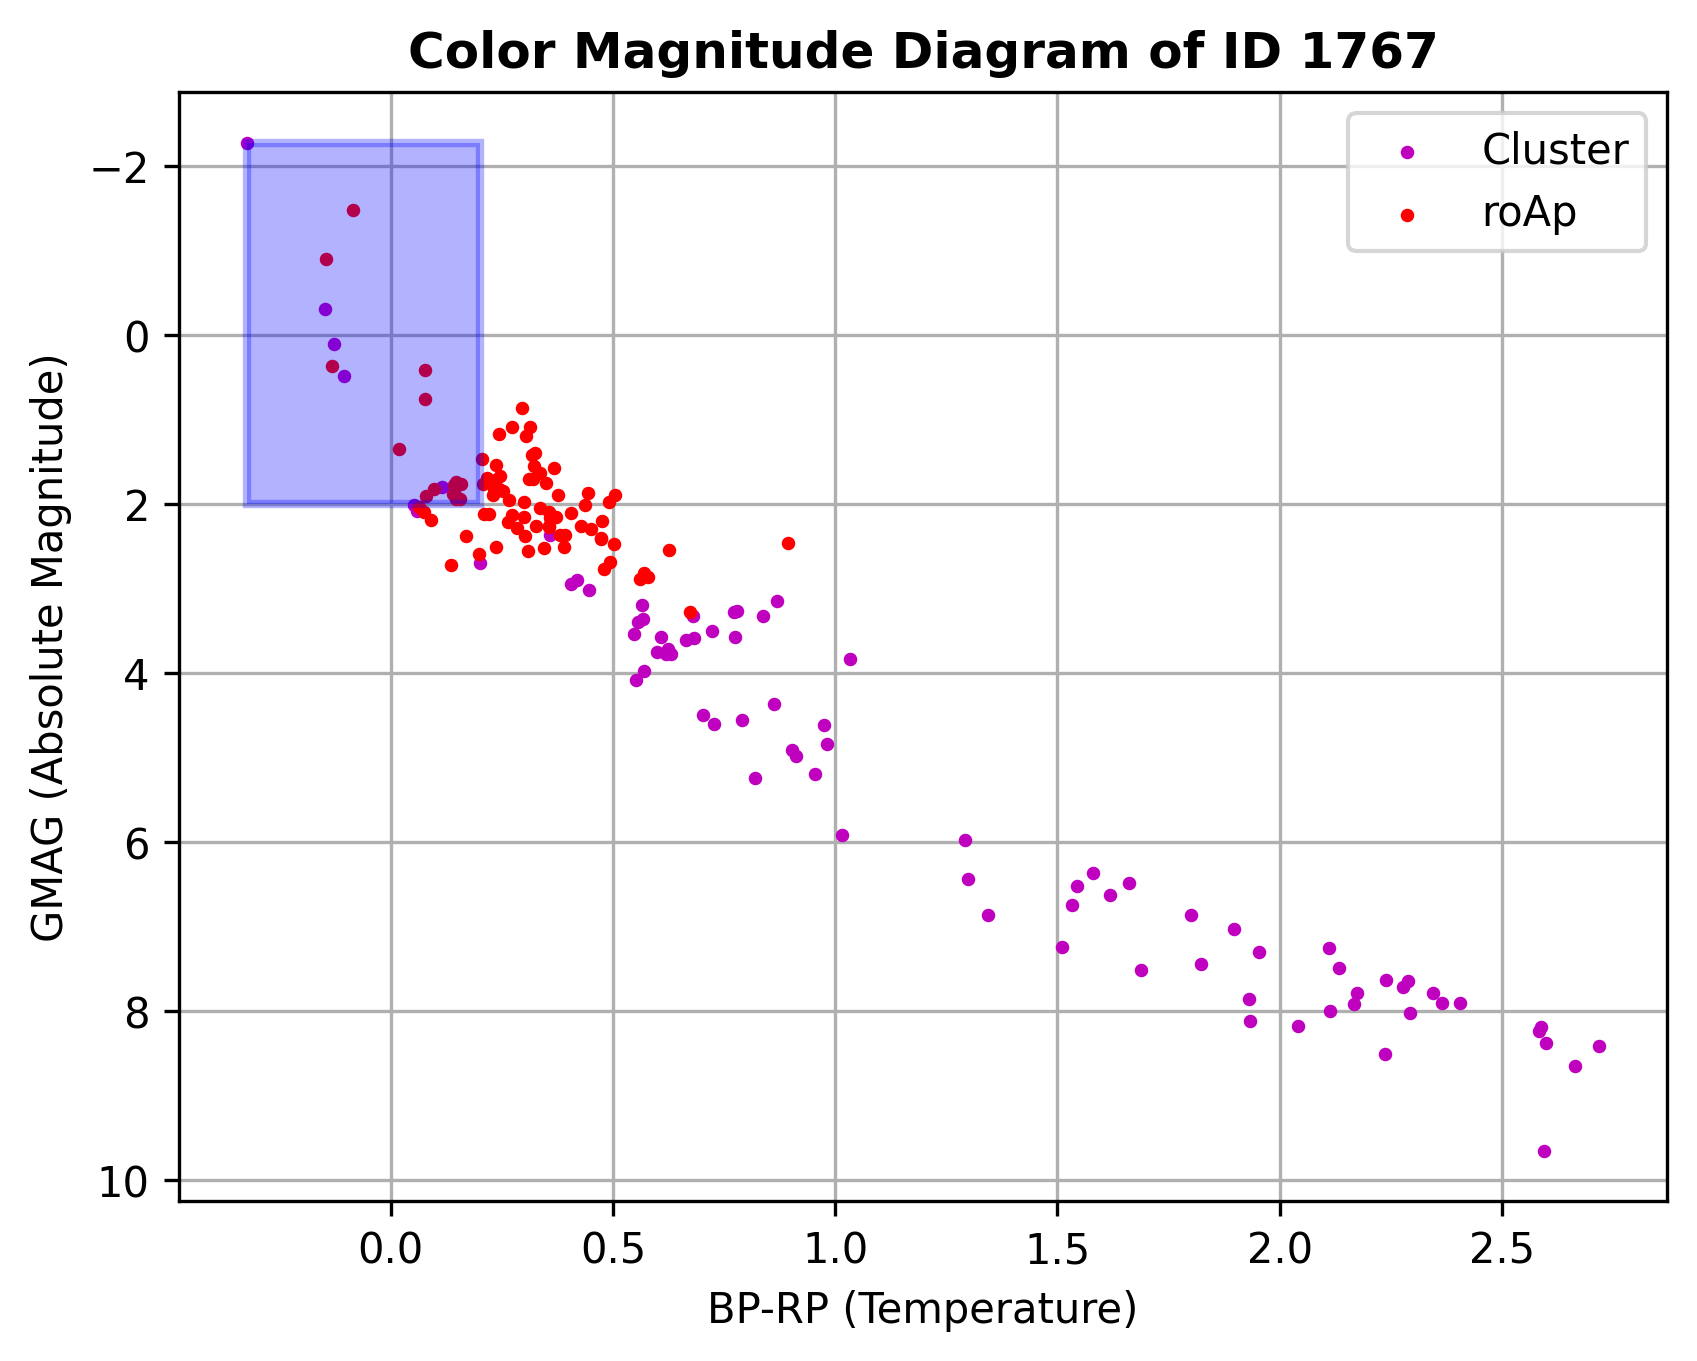 Color Magnitude Diagram of ID 1767
Cluster
roAp
−2
0
2
4
6
8
10
GMAG (Absolute Magnitude)
0.0 0.5 1.0 1.5 2.0 2.5
BP-RP (Temperature)